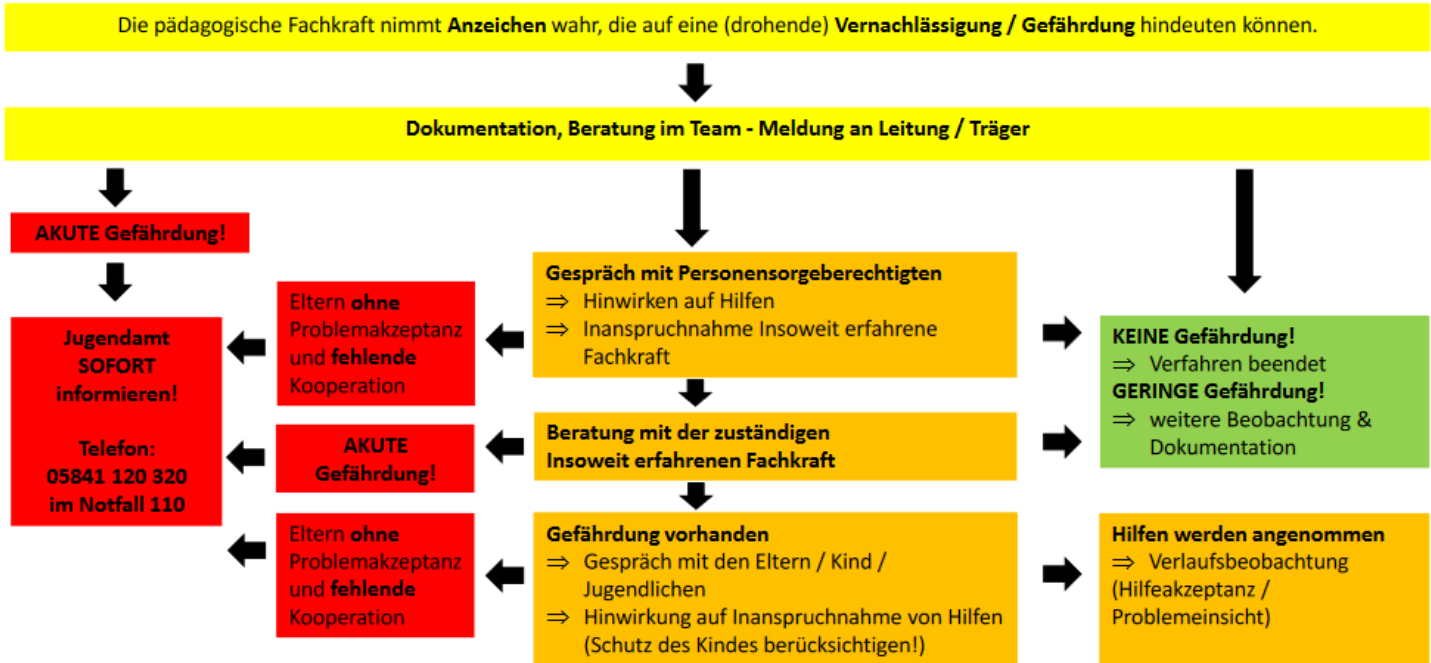 Die pädagogische Fachkraft nimmt Anzeichen wahr, die auf eine (drohende) Vernachlässigung / Gefährdung hindeuten können.
Dokumentation, Beratung im Team - Meldung an Leitung / Träger
AKUTE Gefährdung!
Jugendamt
SOFORT
informieren!
Telefon:
05841 120 320
im Notfall 110
Eltern ohne
Problemakzeptanz
und fehlende
Kooperation
AKUTE
Gefährdung!
Eltern ohne
Problemakzeptanz
und fehlende
Kooperation
Gespräch mit Personensorgeberechtigten
⇒ Hinwirken auf Hilfen
⇒ Inanspruchnahme Insoweit erfahrene
Fachkraft
Beratung mit der zuständigen
Insoweit erfahrenen Fachkraft
Gefährdung vorhanden
⇒ Gespräch mit den Eltern / Kind /
Jugendlichen
⇒ Hinwirkung auf Inanspruchnahme von Hilfen
(Schutz des Kindes berücksichtigen!)
KEINE Gefährdung!
⇒ Verfahren beendet
GERINGE Gefährdung!
⇒ weitere Beobachtung &
Dokumentation
Hilfen werden angenommen
⇒ Verlaufsbeobachtung
(Hilfeakzeptanz /
Problemeinsicht)